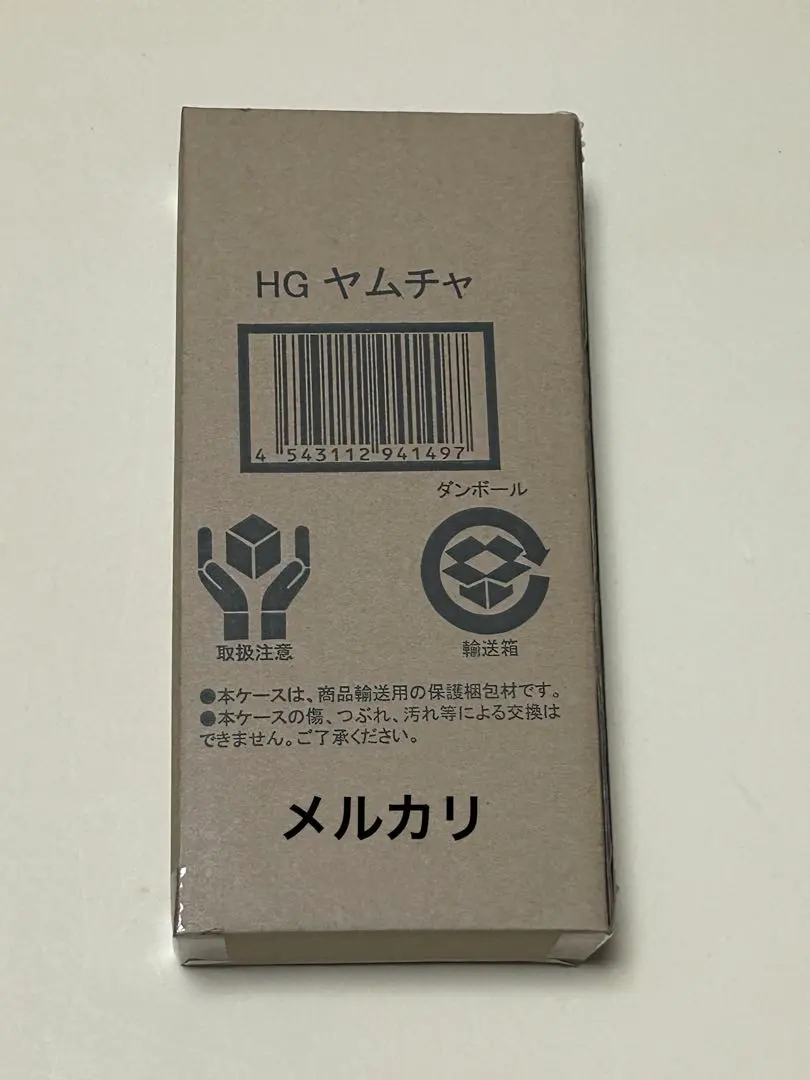 HG ヤムチャ
4 543112 941497
ダンボール
取扱注意
輸送箱
●本ケースは、商品輸送用の保護梱包材です。
●本ケースの傷、つぶれ、汚れ等による交換は
できません。ご了承ください。
メルカリ